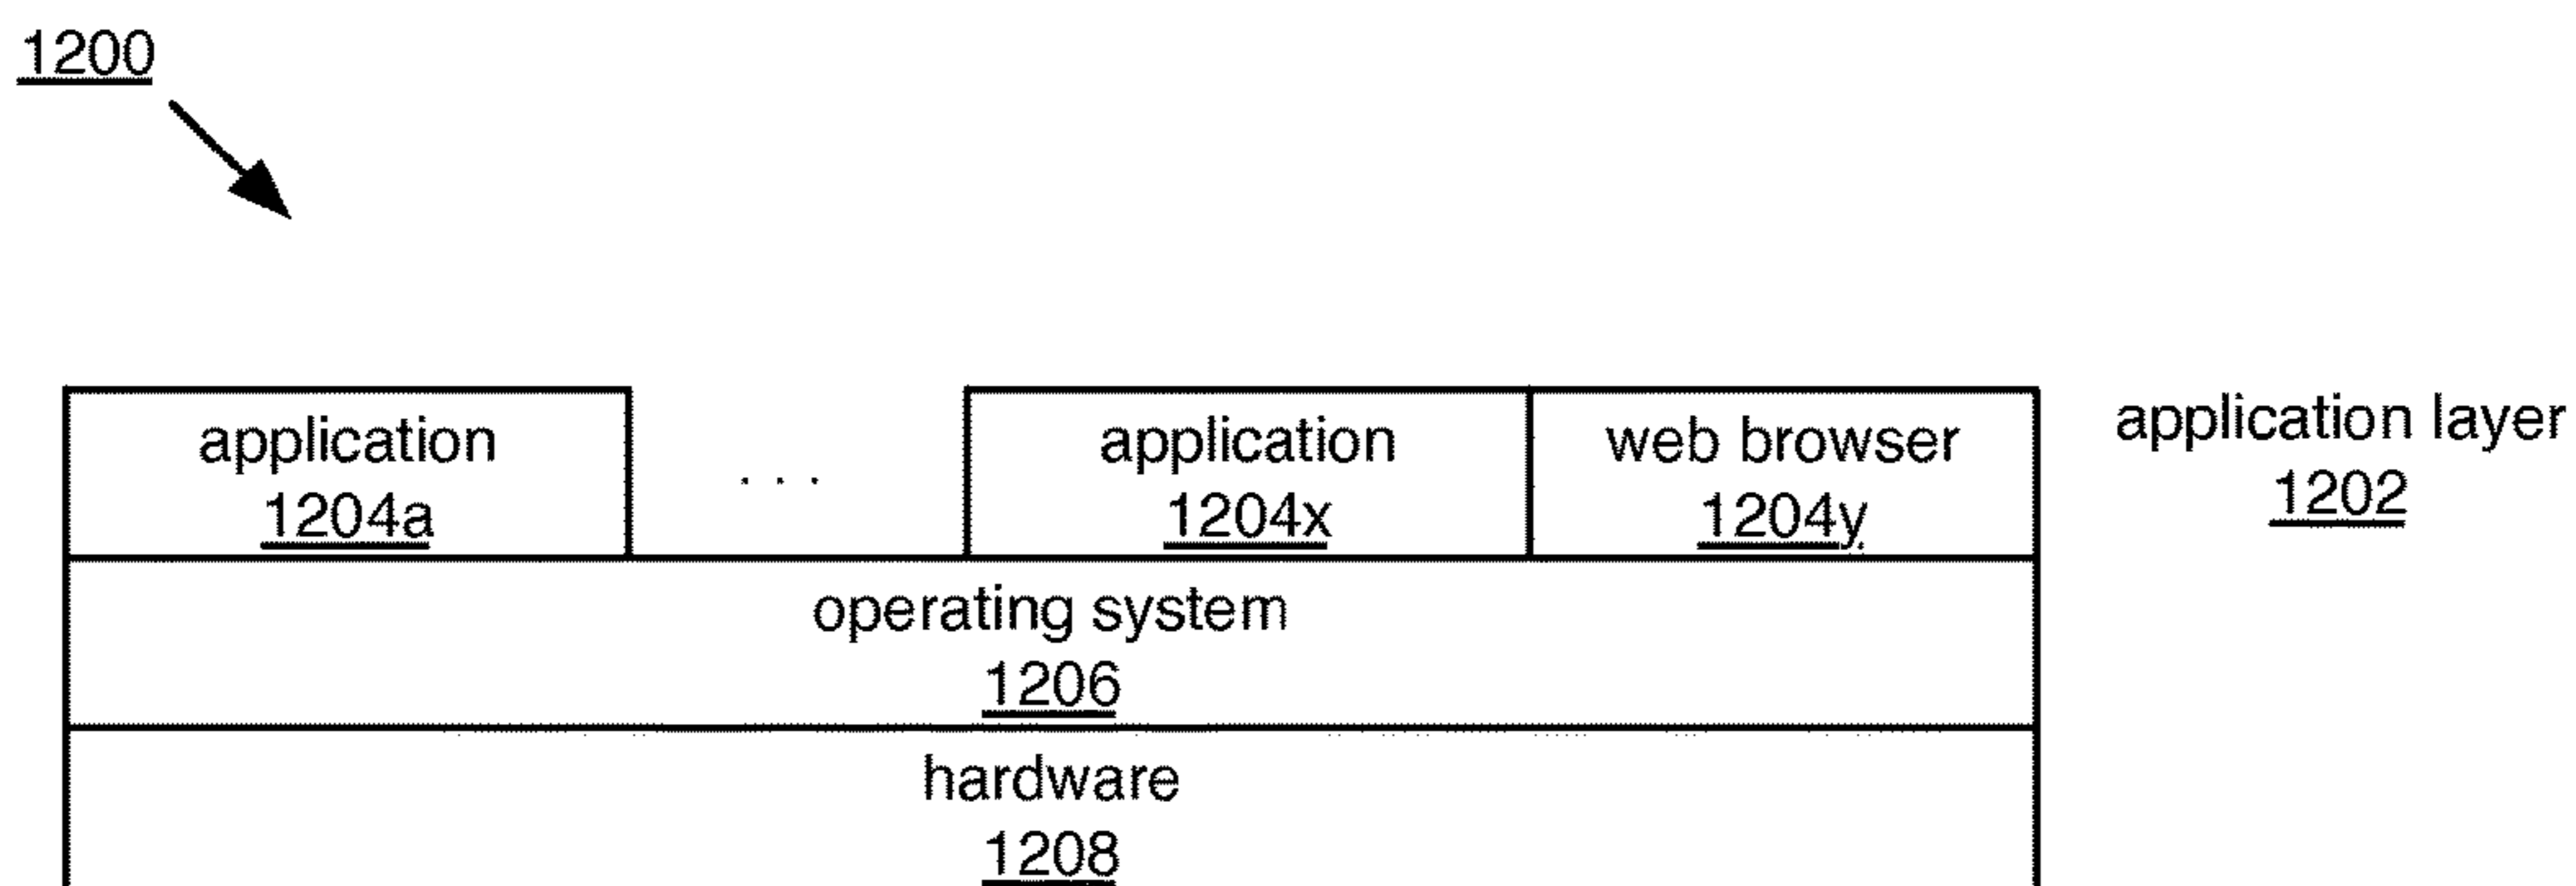 1200
application
1204a
. . .
application
1204x
web browser
1204y
application layer
1202
operating system
1206
hardware
1208